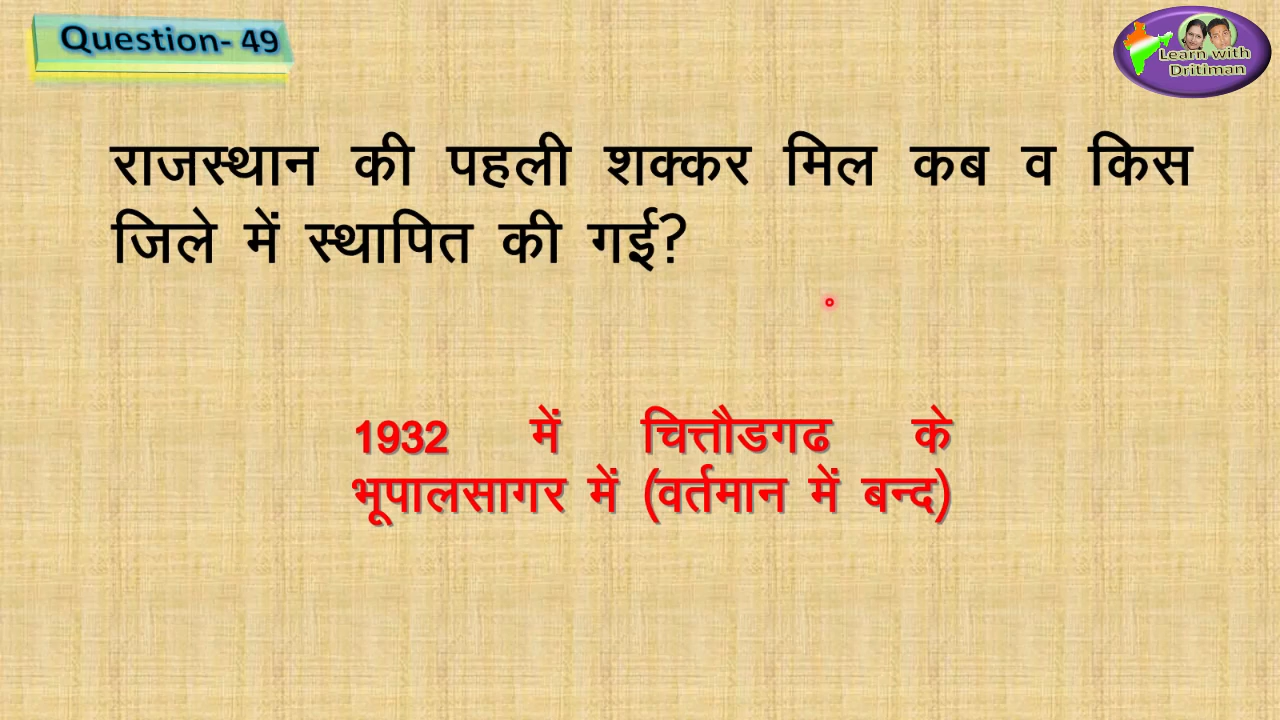 Question- 49
Learn with
Dritiman
राजस्थान की पहली शक्कर मिल कब व किस
जिले में स्थापित की गई?
1932 में चित्तौडगढ के
भूपालसागर में (वर्तमान में बन्द)